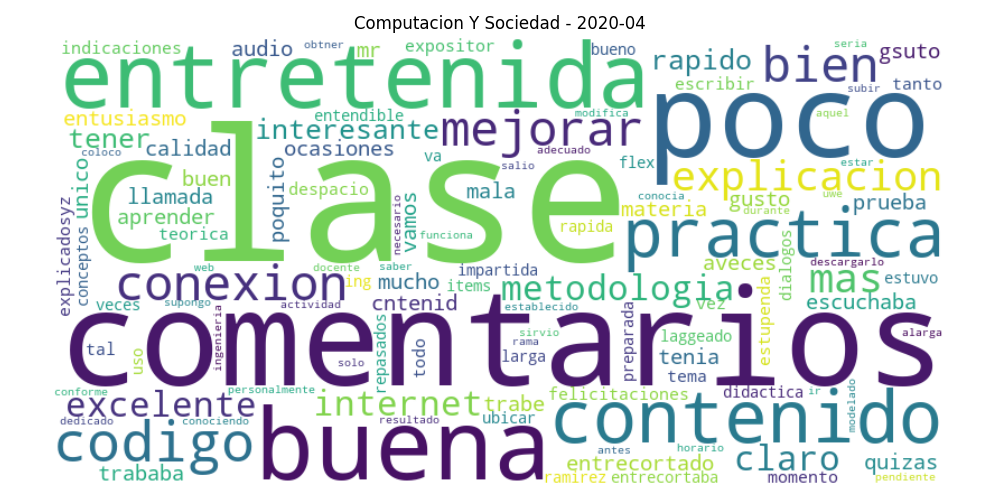 Computacion Y Sociedad - 2020-04
indicaciones audio obtner mr expositor bueno seria gsuto
entretenida rapido bien
escribir subir tanto
poco
entusiasmo entendible modifica aquel
tener interesante mejorar
coloco calidad ocasiones va adecuado flex estar
unico clase salio explicacion
buen poquito despacio mala conocia uwe
llamada gusto prueba
aprender vamos materia durante
teorica necesario funciona rapida practica
explicadosyz conceptos dialogos
web docente saber impartida aveces descargarlo
conexion ing mucho items metodologia mas estuvo
veces supongo actividad cntenid establecido vez escuchaba
comentarios
ingenieria repasados sirvio laggeado alarga
tal uso todo rama preparada tenia estupenda
solo larga tema
conforme personalmente felicitaciones didactica ir
excelente internet trabe modelado
dedicado conociendo resultado ubicar contenido
codigo buena antes horario claro
entrecortado quizas
trababa ramirez entrecortaba momento pendiente